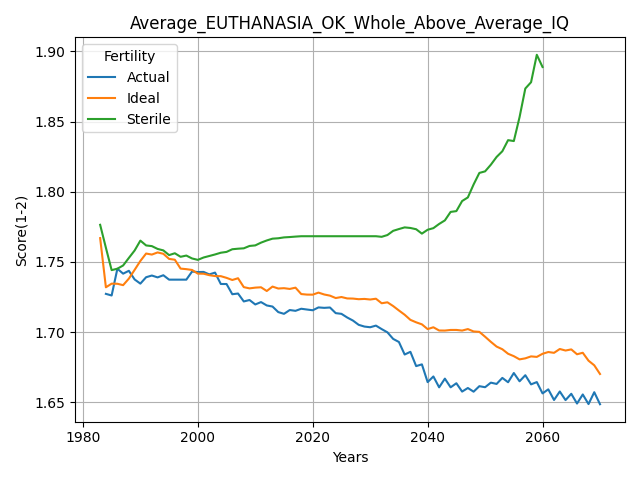 Average_EUTHANASIA_OK_Whole_Above_Average_IQ
Fertility
Actual
Ideal
Sterile
Score(1-2)
1.90
1.85
1.80
1.75
1.70
1.65
1980
2000
2020
2040
2060
Years